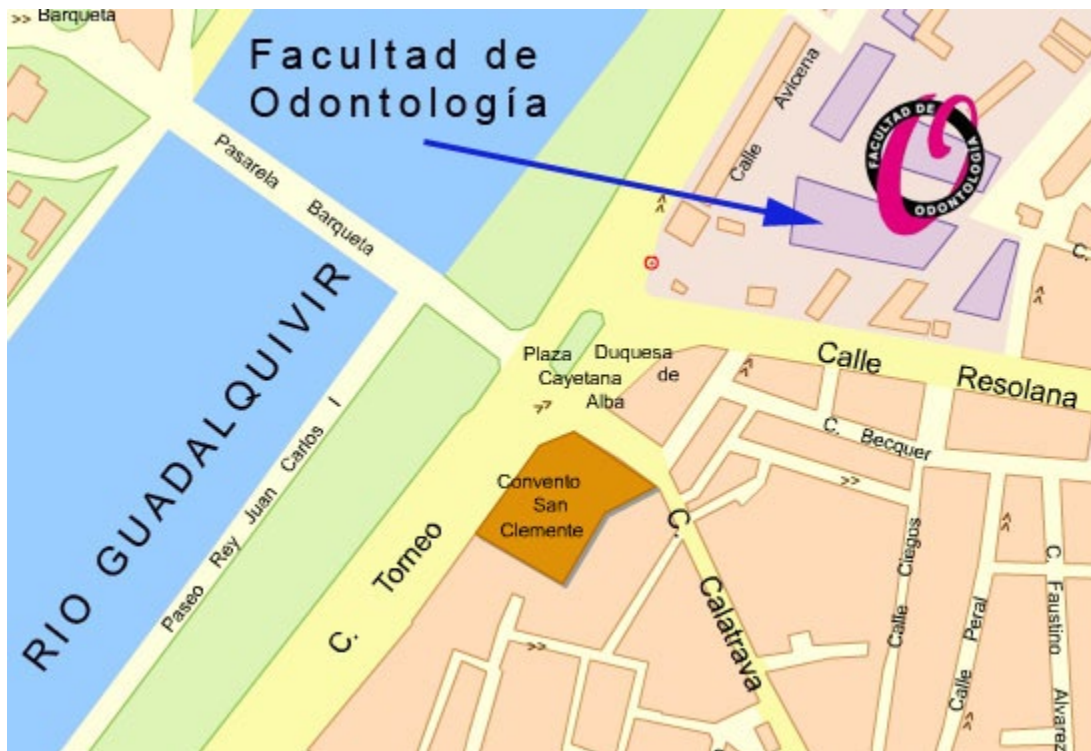 >> Barqueta
Facultad de
Odontología
Calle Avicena
FACULTAD DE
ODONTOLOGIA
Pasarela Barqueta
C.
RIO GUADALQUIVIR
Paseo Rey Juan Carlos I
Plaza Duquesa
Cayetana de
Alba
Calle Resolana
C. Becquer
Convento
San
Clemente
C. Torneo
C. Calatrava
Calle Ciegos
Calle Peral
C. Faustino Alvarez